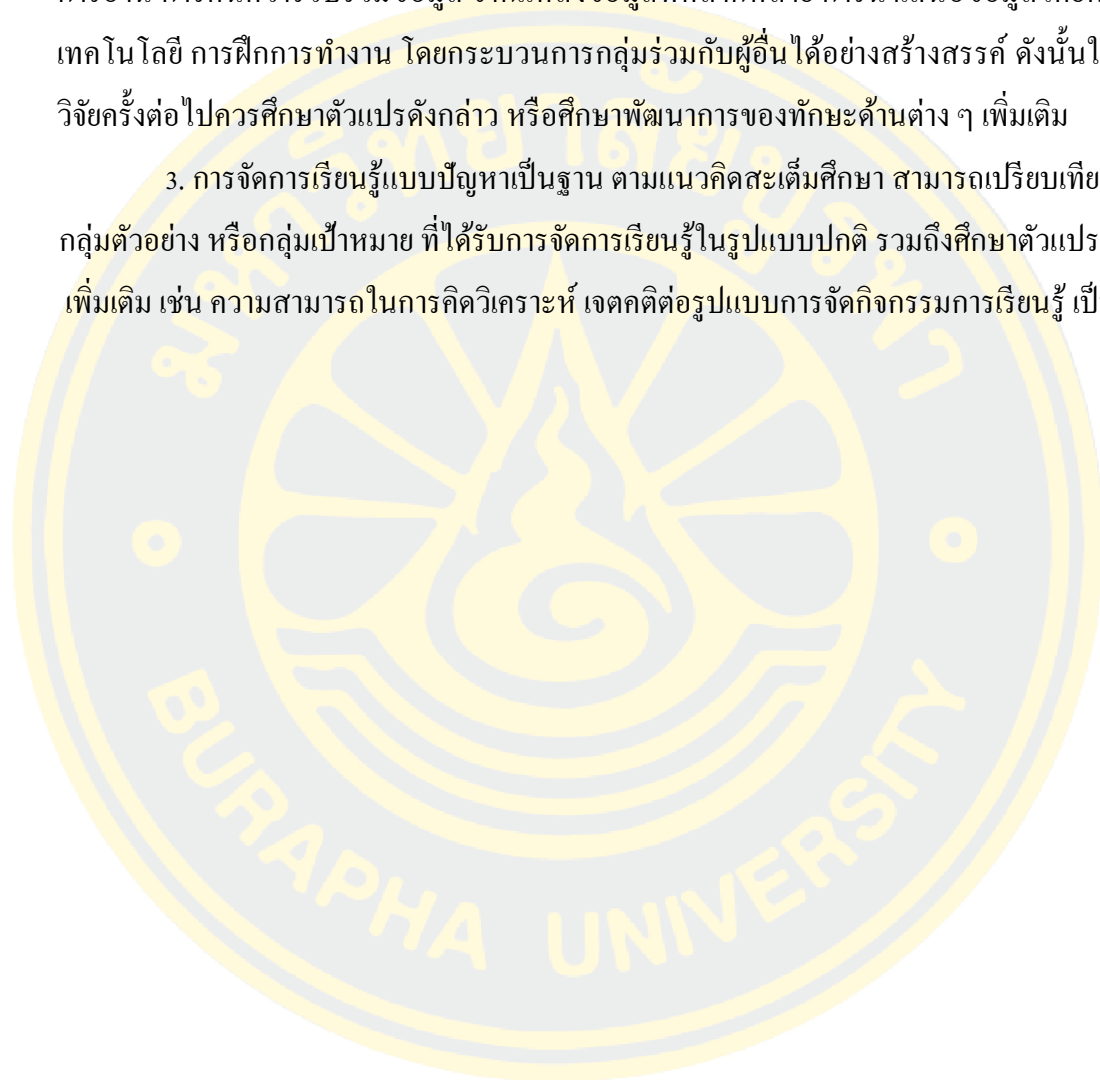 เทคโนโลยี การฝึกการทำงาน โดยกระบวนการกลุ่มร่วมกับผู้อื่นได้อย่างสร้างสรรค์ ดังนั้นใ
วิจัยครั้งต่อไปควรศึกษาตัวแปรดังกล่าว หรือศึกษาพัฒนาการของทักษะด้านต่าง ๆ เพิ่มเติม
3. การจัดการเรียนรู้แบบปัญหาเป็นฐาน ตามแนวคิดสะเต็มศึกษา สามารถเปรียบเทีย
กลุ่มตัวอย่าง หรือกลุ่มเป้าหมาย ที่ได้รับการจัดการเรียนรู้ในรูปแบบปกติ รวมถึงศึกษาตัวแปร
เพิ่มเติม เช่น ความสามารถในการคิดวิเคราะห์ เจตคติต่อรูปแบบการจัดกิจกรรมการเรียนรู้ เป็
มหาวิทยาลัยบูรพา
BURAPHA UNIVERSITY